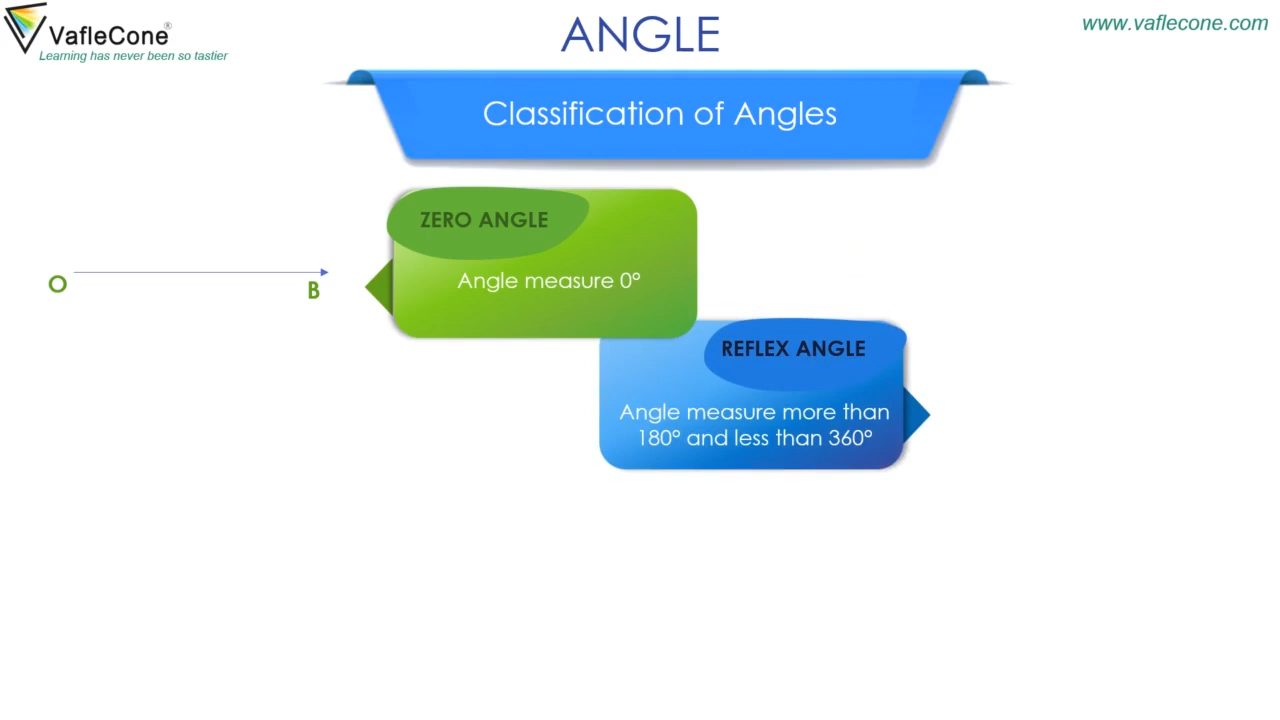 VafleCone®
Learning has never been so tastier
ANGLE
www.vaflecone.com
Classification of Angles
ZERO ANGLE
Angle measure 0°
O
B
REFLEX ANGLE
Angle measure more than
180° and less than 360°